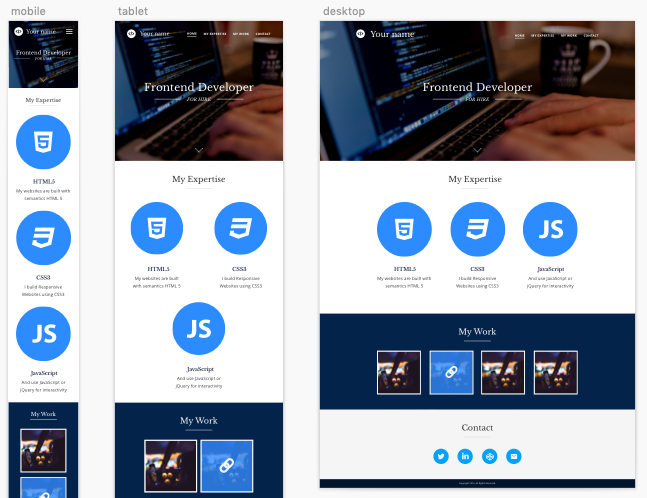 mobile
Your name
Frontend Developer
FOR HIRE
My Expertise
HTML5
My websites are built with
semantics HTML 5
CSS3
I build Responsive
Websites using CSS3
JS
JavaScript
And use JavaScript or
jQuery for interactivity
My Work
tablet
Your name
HOME MY EXPERTISE MY WORK CONTACT
Frontend Developer
FOR HIRE
My Expertise
HTML5
My websites are built
with semantics HTML 5
CSS3
I build Responsive
Websites using CSS3
JS
JavaScript
And use JavaScript or
jQuery for interactivity
My Work
desktop
Your name
HOME MY EXPERTISE MY WORK CONTACT
Frontend Developer
FOR HIRE
My Expertise
HTML5
My websites are built with
semantics HTML 5
CSS3
I build Responsive
Websites using CSS3
JS
JavaScript
And use JavaScript or
jQuery for interactivity
My Work
Contact